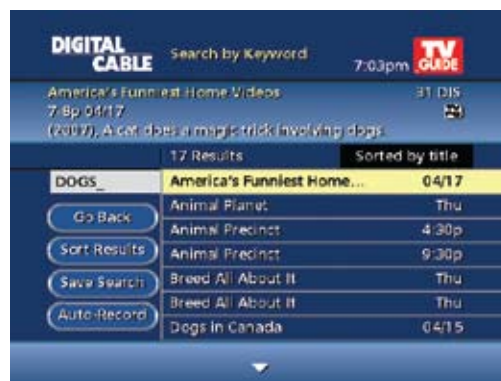 DIGITAL CABLE
Search by Keyword
7:03pm
TV GUIDE
America's Funniest Home Videos 31 DIS
7-8p 04/17
(2007), A cat does a magic trick involving dogs.
17 Results Sorted by title
DOGS_
America's Funniest Home... 04/17
Animal Planet Thu
Animal Precinct 4:30p
Animal Precinct 9:30p
Breed All About It Thu
Breed All About It Thu
Dogs in Canada 04/15
Go Back
Sort Results
Save Search
Auto-Record